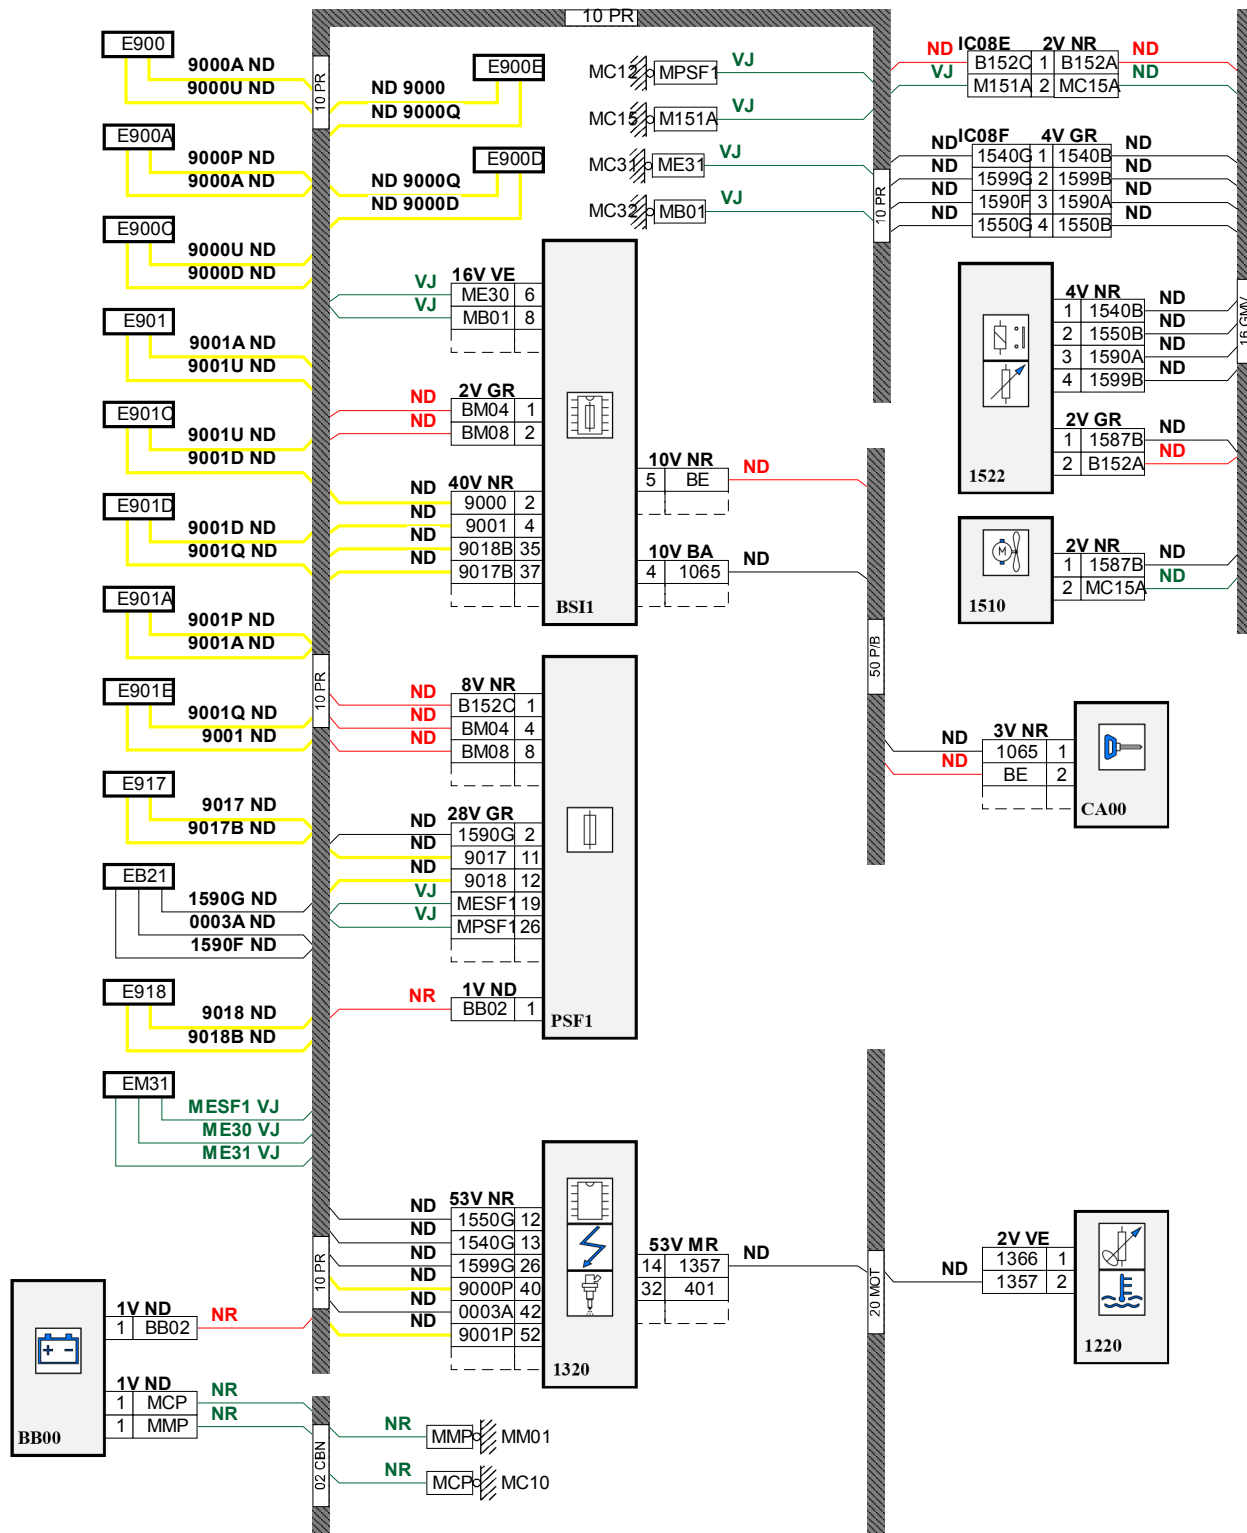 10 PR
E900
9000A ND
9000U ND
10 PR
E900E
ND 9000
ND 9000Q
MC12 MPSF1 VJ
MC15 M151A VJ
MC31 ME31 VJ
MC32 MB01 VJ
10 PR
IC08E 2V NR
ND B152C 1 B152A ND
VJ M151A 2 MC15A ND
IC08F 4V GR
ND 1540G 1 1540B ND
ND 1599G 2 1599B ND
ND 1590F 3 1590A ND
ND 1550G 4 1550B ND
E900A
9000P ND
9000A ND
E900D
ND 9000Q
ND 9000D
E900C
9000U ND
9000D ND
16V VE
VJ ME30 6
VJ MB01 8
2V GR
ND BM04 1
ND BM08 2
40V NR
ND 9000 2
ND 9001 4
ND 9018B 35
ND 9017B 37
10V NR
5 BE ND
10V BA
4 1065 ND
BSI1
4V NR
1 1540B ND
2 1550B ND
3 1590A ND
4 1599B ND
2V GR
1 1587B ND
2 B152A ND
1522
16 GMV
M
2V NR
1 1587B ND
2 MC15A ND
1510
E901
9001A ND
9001U ND
E901C
9001U ND
9001D ND
E901D
9001D ND
9001Q ND
E901A
9001P ND
9001A ND
10 PR
E901E
9001Q ND
9001 ND
E917
9017 ND
9017B ND
EB21
1590G ND
0003A ND
1590F ND
E918
9018 ND
9018B ND
EM31
MESF1 VJ
ME30 VJ
ME31 VJ
8V NR
ND B152C 1
ND BM04 4
ND BM08 8
28V GR
ND 1590G 2
ND 9017 11
ND 9018 12
VJ MESF1 19
VJ MPSF1 26
1V ND
NR BB02 1
PSF1
50 P/B
3V NR
ND 1065 1
ND BE 2
CA00
53V NR
ND 1550G 12
ND 1540G 13
ND 1599G 26
ND 9000P 40
ND 0003A 42
ND 9001P 52
53V MR
14 1357 ND
32 401
1320
20 MOT
2V VE
1366 1
ND 1357 2
1220
10 PR
1V ND
1 BB02 NR
1V ND
1 MCP NR
1 MMP NR
BB00
02 CBN
NR MMP MM01
NR MCP MC10